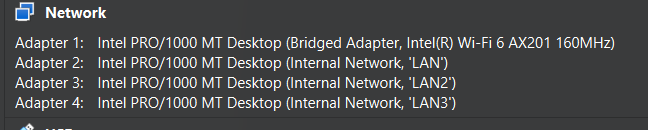 Network
Adapter 1: Intel PRO/1000 MT Desktop (Bridged Adapter, Intel(R) Wi-Fi 6 AX201 160MHz)
Adapter 2: Intel PRO/1000 MT Desktop (Internal Network, 'LAN')
Adapter 3: Intel PRO/1000 MT Desktop (Internal Network, 'LAN2')
Adapter 4: Intel PRO/1000 MT Desktop (Internal Network, 'LAN3')